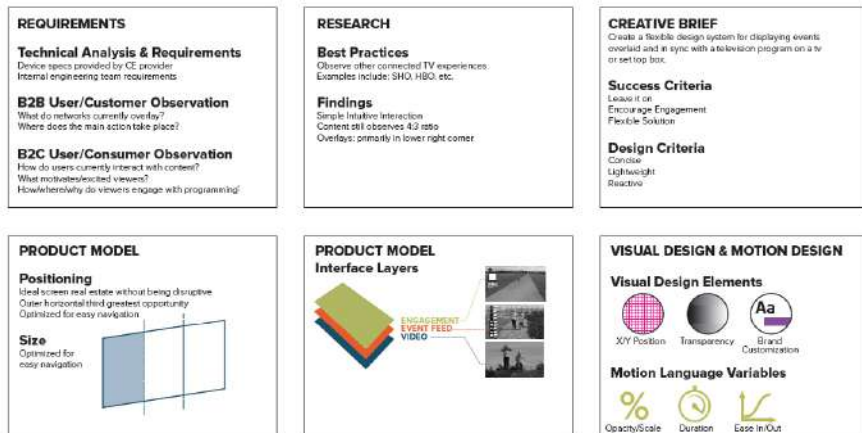 REQUIREMENTS
Technical Analysis & Requirements
Device specs provided by CE provider
Internal engineering team requirements
B2B User/Customer Observation
What do networks currently overlay?
Where does the main action take place?
B2C User/Consumer Observation
How do users currently interact with content?
What motivates/excited viewers?
How/where/why do viewers engage with programming?
RESEARCH
Best Practices
Observe other connected TV experiences
Examples include: SHO, HBO, etc.
Findings
Simple Intuitive Interaction
Content still observes 4:3 ratio
Overlays: primarily in lower right corner
CREATIVE BRIEF
Create a flexible design system for displaying events
overlaid and in sync with a television program on a tv
or set top box.
Success Criteria
Leave it on
Encourage Engagement
Flexible Solution
Design Criteria
Concise
Lightweight
Reactive
PRODUCT MODEL
Positioning
Ideal screen real estate without being disruptive
Outer horizontal third greatest opportunity
Optimized for easy navigation
Size
Optimized for
easy navigation
PRODUCT MODEL
Interface Layers
ENGAGEMENT
EVENT FEED
VIDEO
VISUAL DESIGN & MOTION DESIGN
Visual Design Elements
Aa
X/Y Position
Transparency
Brand
Customization
Motion Language Variables
%
Opacity/Scale
Duration
Ease In/Out